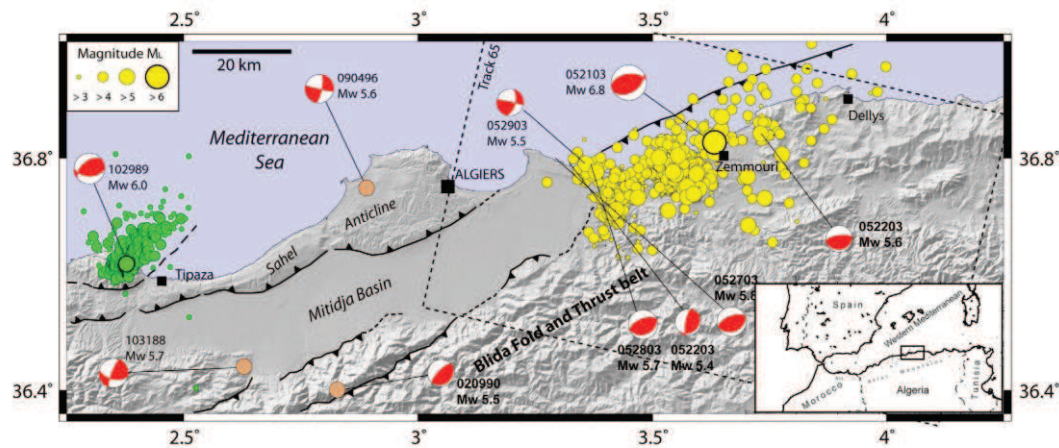 2.5
3
3.5
4
Magnitude ML
>3 >4 >5 >6
20 km
Track 65
090496
Mw 5.6
052103
Mw 6.8
052903
Mw 5.5
Mediterranean
Sea
Dellys
36.8
36.8
102989
Mw 6.0
ALGIERS
Zemmouri
Anticline
Sahel
052203
Mw 5.6
Tipaza
Mitidja Basin
052703
Mw 5.8
Blida Fold and Thrust belt
103188
Mw 5.7
052803
Mw 5.7
052203
Mw 5.4
020990
Mw 5.5
Spain
Western Mediterranean
Morocco
Algeria
Tunisia
36.4
36.4
2.5
3
3.5
4